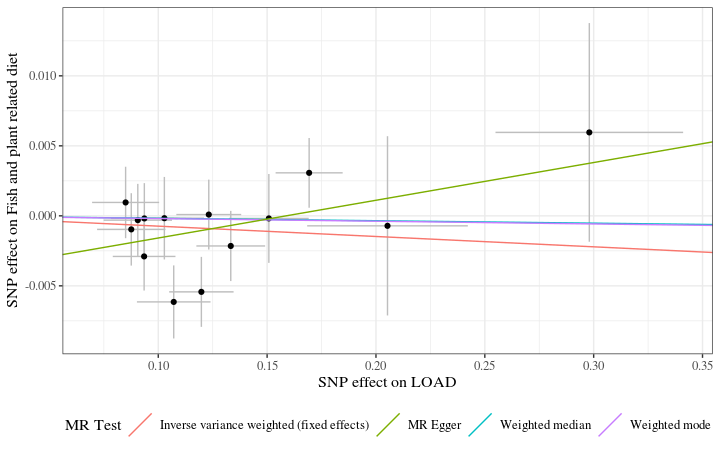 SNP effect on Fish and plant related diet
0.010
0.005
0.000
-0.005
0.10 0.15 0.20 0.25 0.30 0.35
SNP effect on LOAD
MR Test Inverse variance weighted (fixed effects) MR Egger Weighted median Weighted mode